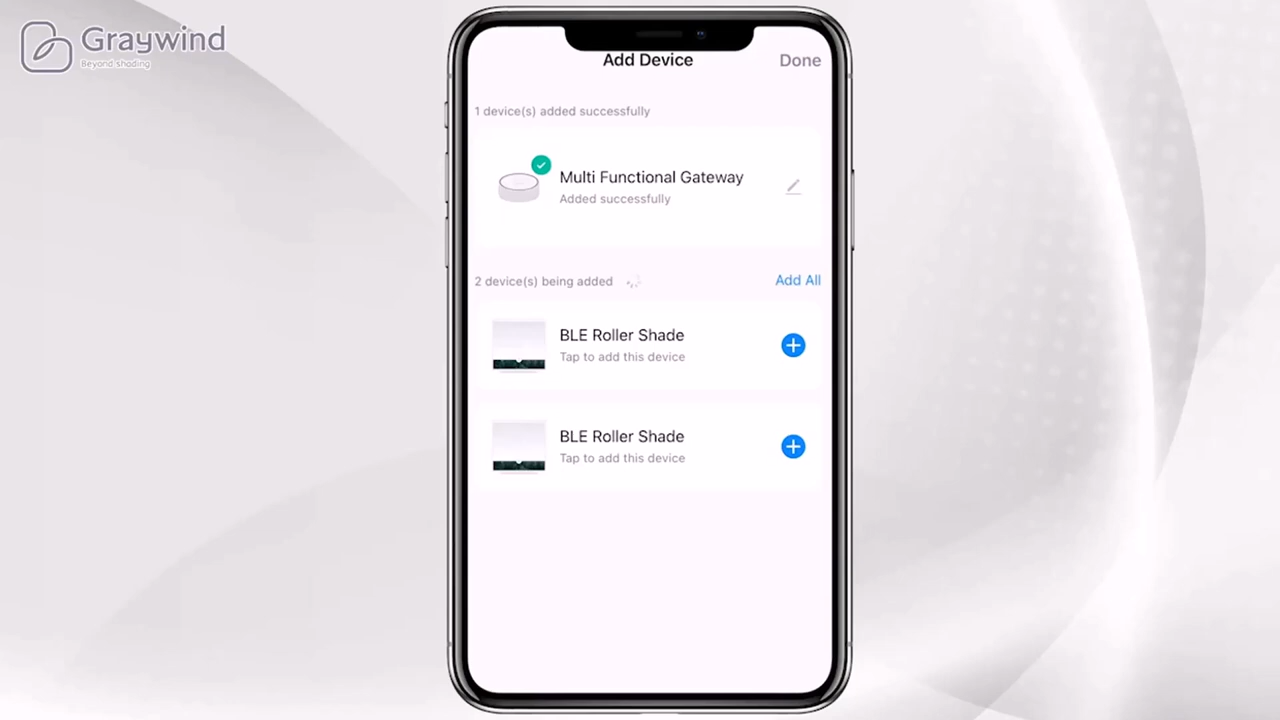 Graywind
Beyond shading
Add Device
Done
1 device(s) added successfully
Multi Functional Gateway
Added successfully
2 device(s) being added
Add All
BLE Roller Shade
Tap to add this device
BLE Roller Shade
Tap to add this device